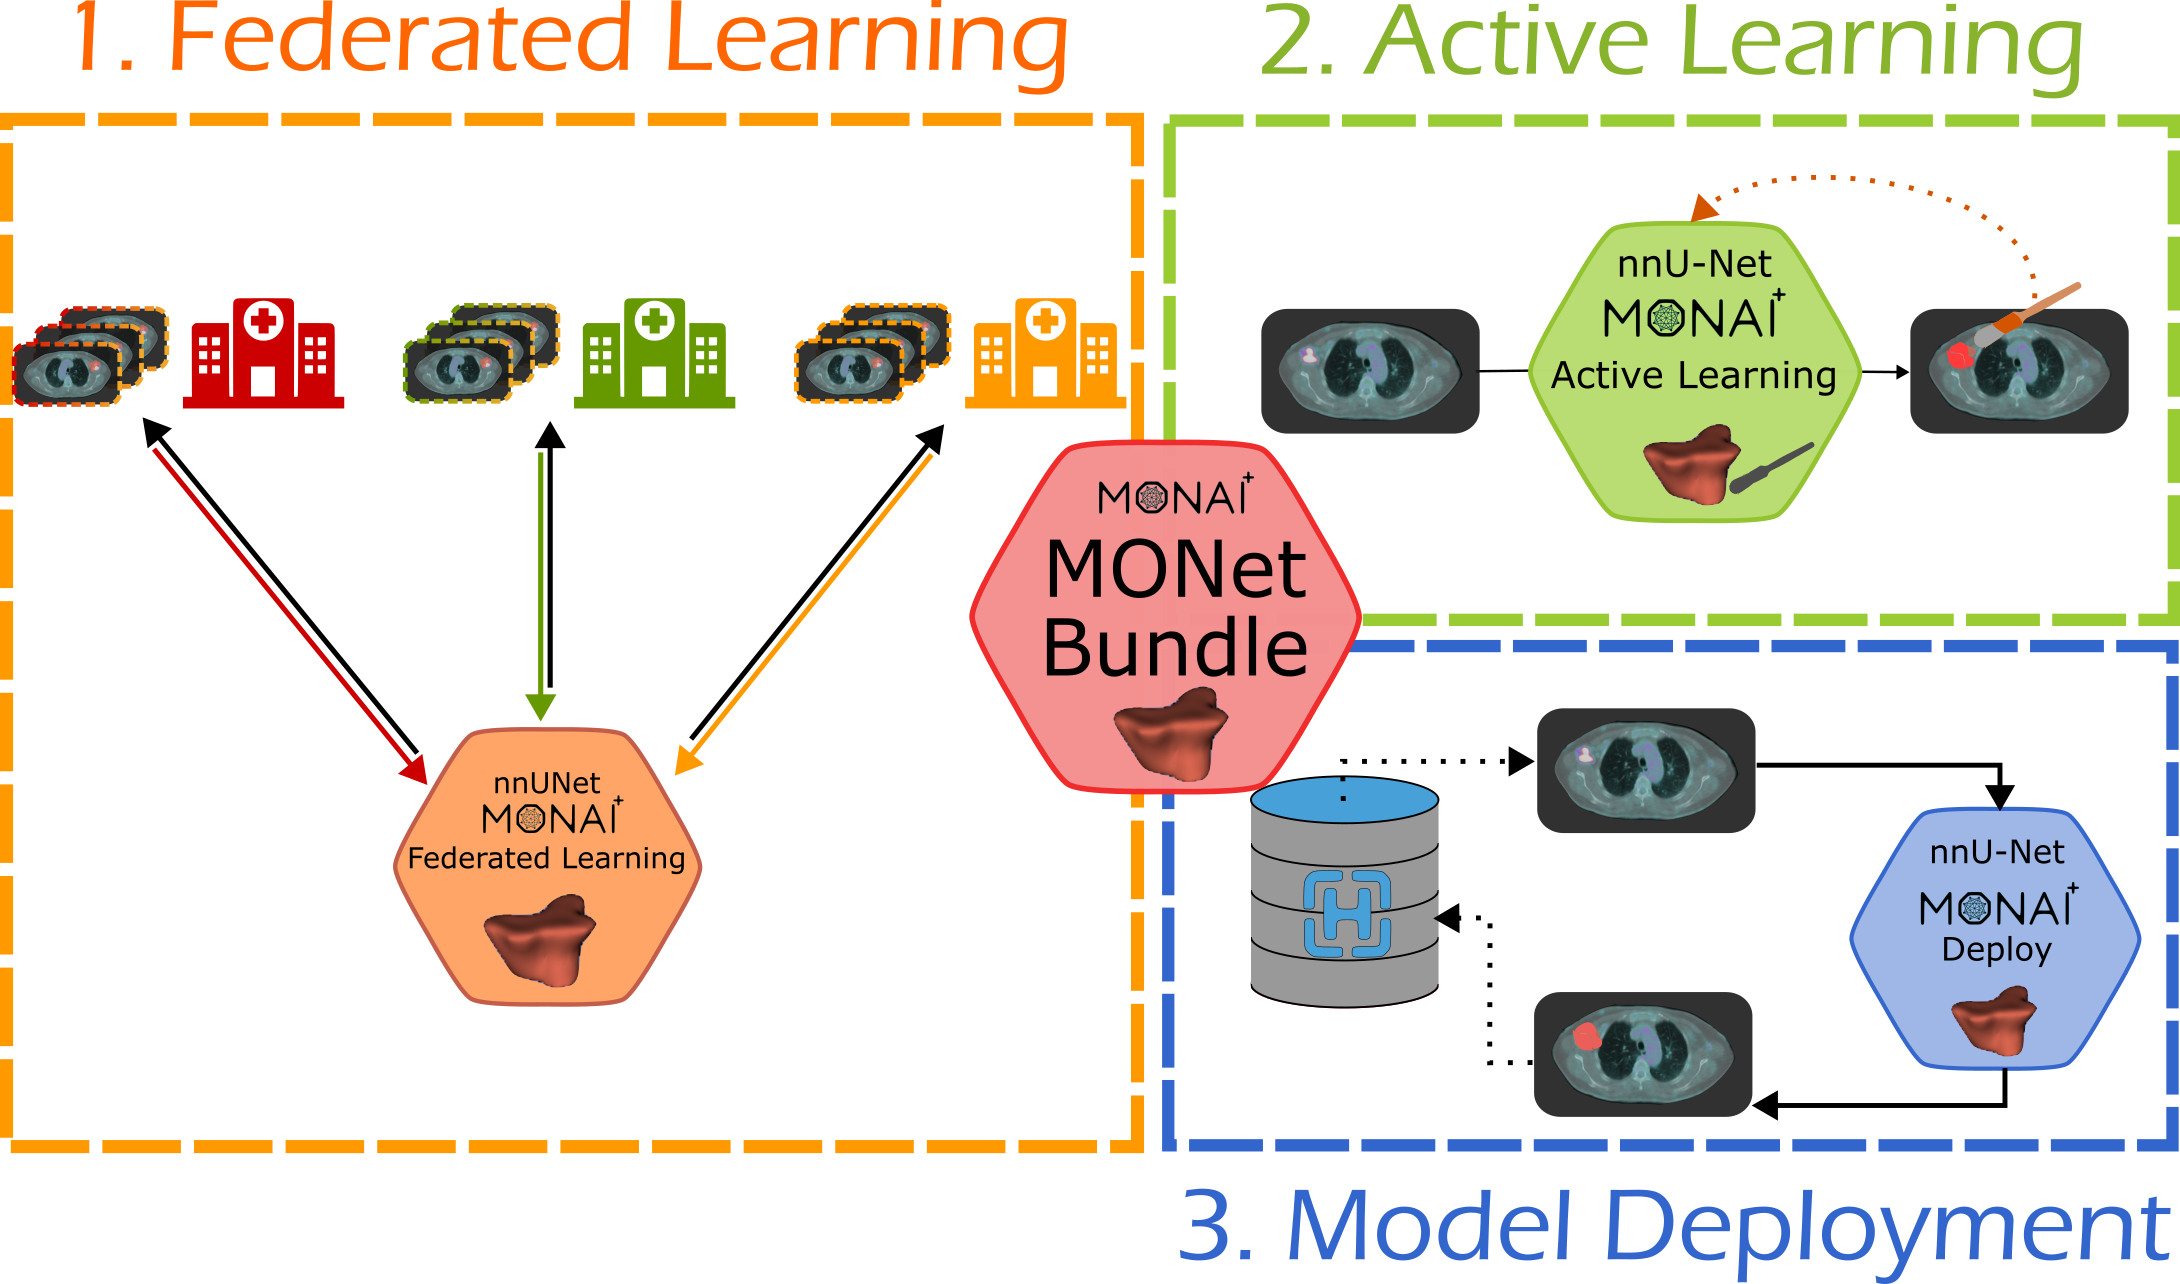 1. Federated Learning
2. Active Learning
nnU-Net
MONAI
Active Learning
MONAI
MONet
Bundle
nnUNet
MONAI
Federated Learning
nnU-Net
MONAI
Deploy
H
3. Model Deployment